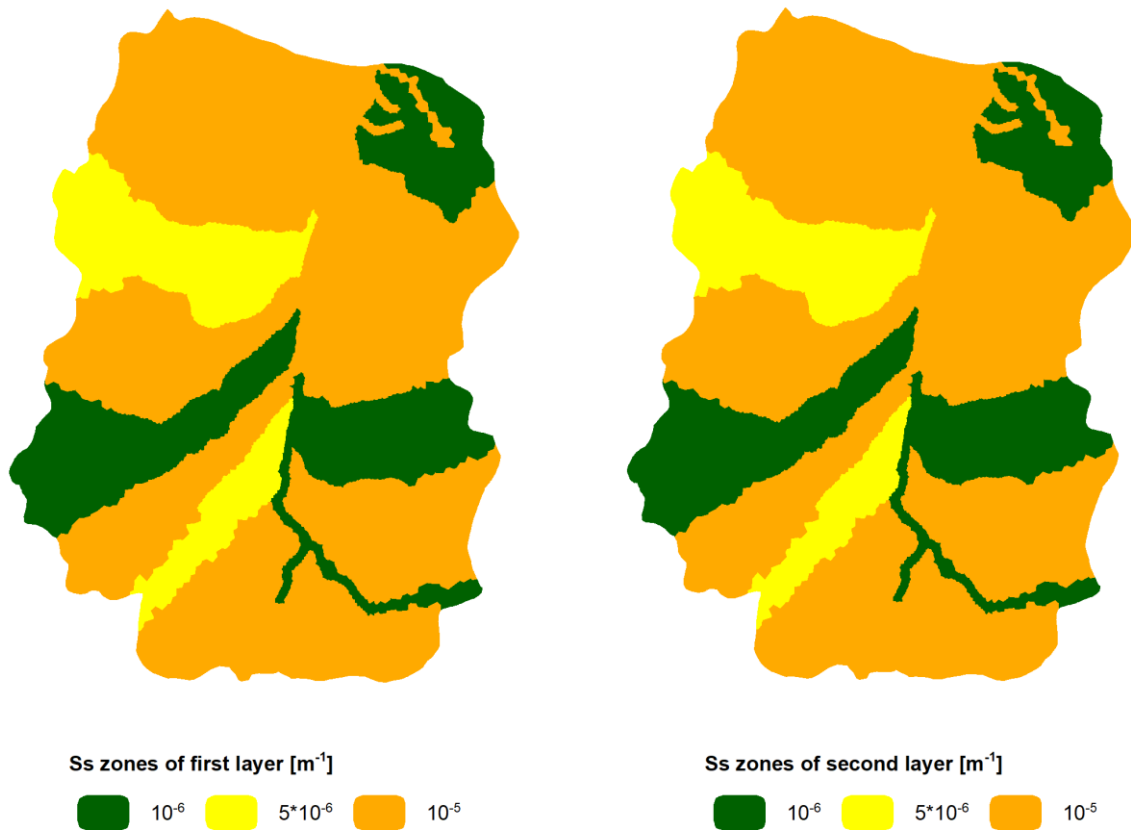 Ss zones of first layer [m⁻¹]
10⁻⁶ 5*10⁻⁶ 10⁻⁵
Ss zones of second layer [m⁻¹]
10⁻⁶ 5*10⁻⁶ 10⁻⁵